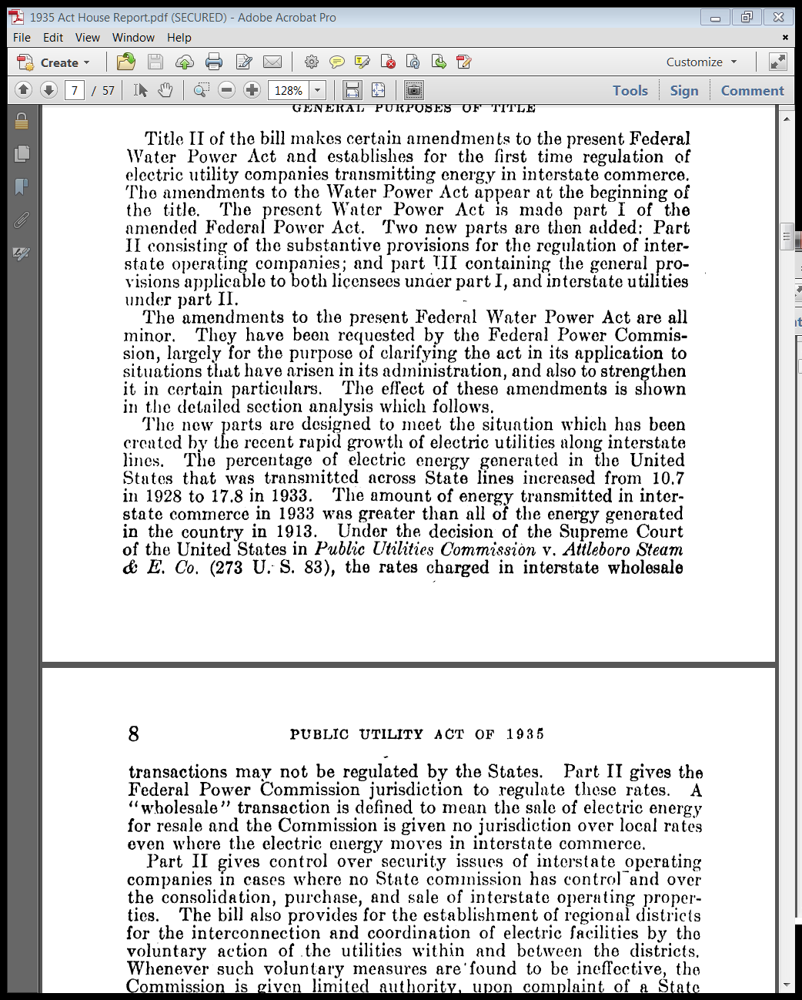 1935 Act House Report.pdf (SECURED) - Adobe Acrobat Pro
File Edit View Window Help
Create Customize
7 / 57 128% Tools Sign Comment
GENERAL PURPOSES OF TITLE
Title II of the bill makes certain amendments to the present Federal
Water Power Act and establishes for the first time regulation of
electric utility companies transmitting energy in interstate commerce.
The amendments to the Water Power Act appear at the beginning of
the title. The present Water Power Act is made part I of the
amended Federal Power Act. Two new parts are then added: Part
II consisting of the substantive provisions for the regulation of inter-
state operating companies; and part III containing the general pro-
visions applicable to both licensees under part I, and interstate utilities
under part II.
The amendments to the present Federal Water Power Act are all
minor. They have been requested by the Federal Power Commis-
sion, largely for the purpose of clarifying the act in its application to
situations that have arisen in its administration, and also to strengthen
it in certain particulars. The effect of these amendments is shown
in the detailed section analysis which follows.
The new parts are designed to meet the situation which has been
created by the recent rapid growth of electric utilities along interstate
lines. The percentage of electric energy generated in the United
States that was transmitted across State lines increased from 10.7
in 1928 to 17.8 in 1933. The amount of energy transmitted in inter-
state commerce in 1933 was greater than all of the energy generated
in the country in 1913. Under the decision of the Supreme Court
of the United States in Public Utilities Commission v. Attleboro Steam
& E. Co. (273 U. S. 83), the rates charged in interstate wholesale
8 PUBLIC UTILITY ACT OF 1935
transactions may not be regulated by the States. Part II gives the
Federal Power Commission jurisdiction to regulate these rates. A
"wholesale" transaction is defined to mean the sale of electric energy
for resale and the Commission is given no jurisdiction over local rates
even where the electric energy moves in interstate commerce.
Part II gives control over security issues of interstate operating
companies in cases where no State commission has control and over
the consolidation, purchase, and sale of interstate operating proper-
ties. The bill also provides for the establishment of regional districts
for the interconnection and coordination of electric facilities by the
voluntary action of the utilities within and between the districts.
Whenever such voluntary measures are found to be ineffective, the
Commission is given limited authority, upon complaint of a State